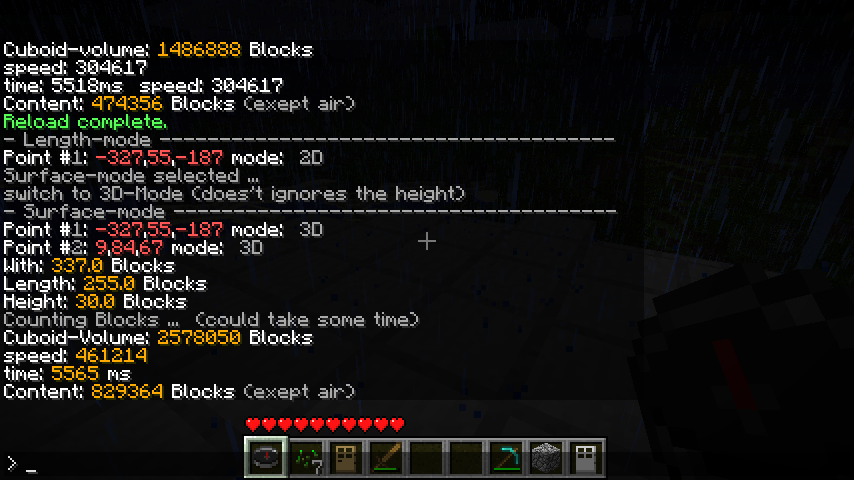 Cuboid-volume: 1486888 Blocks
speed: 304617
time: 5518ms speed: 304617
Content: 474356 Blocks (exept air)
Reload complete.
- Length-mode -----------------------------------------
Point #1: -327,55,-187 mode: 2D
Surface-mode selected ...
switch to 3D-Mode (does't ignores the height)
- Surface-mode -----------------------------------------
Point #1: -327,55,-187 mode: 3D
Point #2: 9,84,67 mode: 3D
With: 337.0 Blocks
Length: 255.0 Blocks
Height: 30.0 Blocks
Counting Blocks ... (could take some time)
Cuboid-Volume: 2578050 Blocks
speed: 461214
time: 5565 ms
Content: 829364 Blocks (exept air)
7
> _